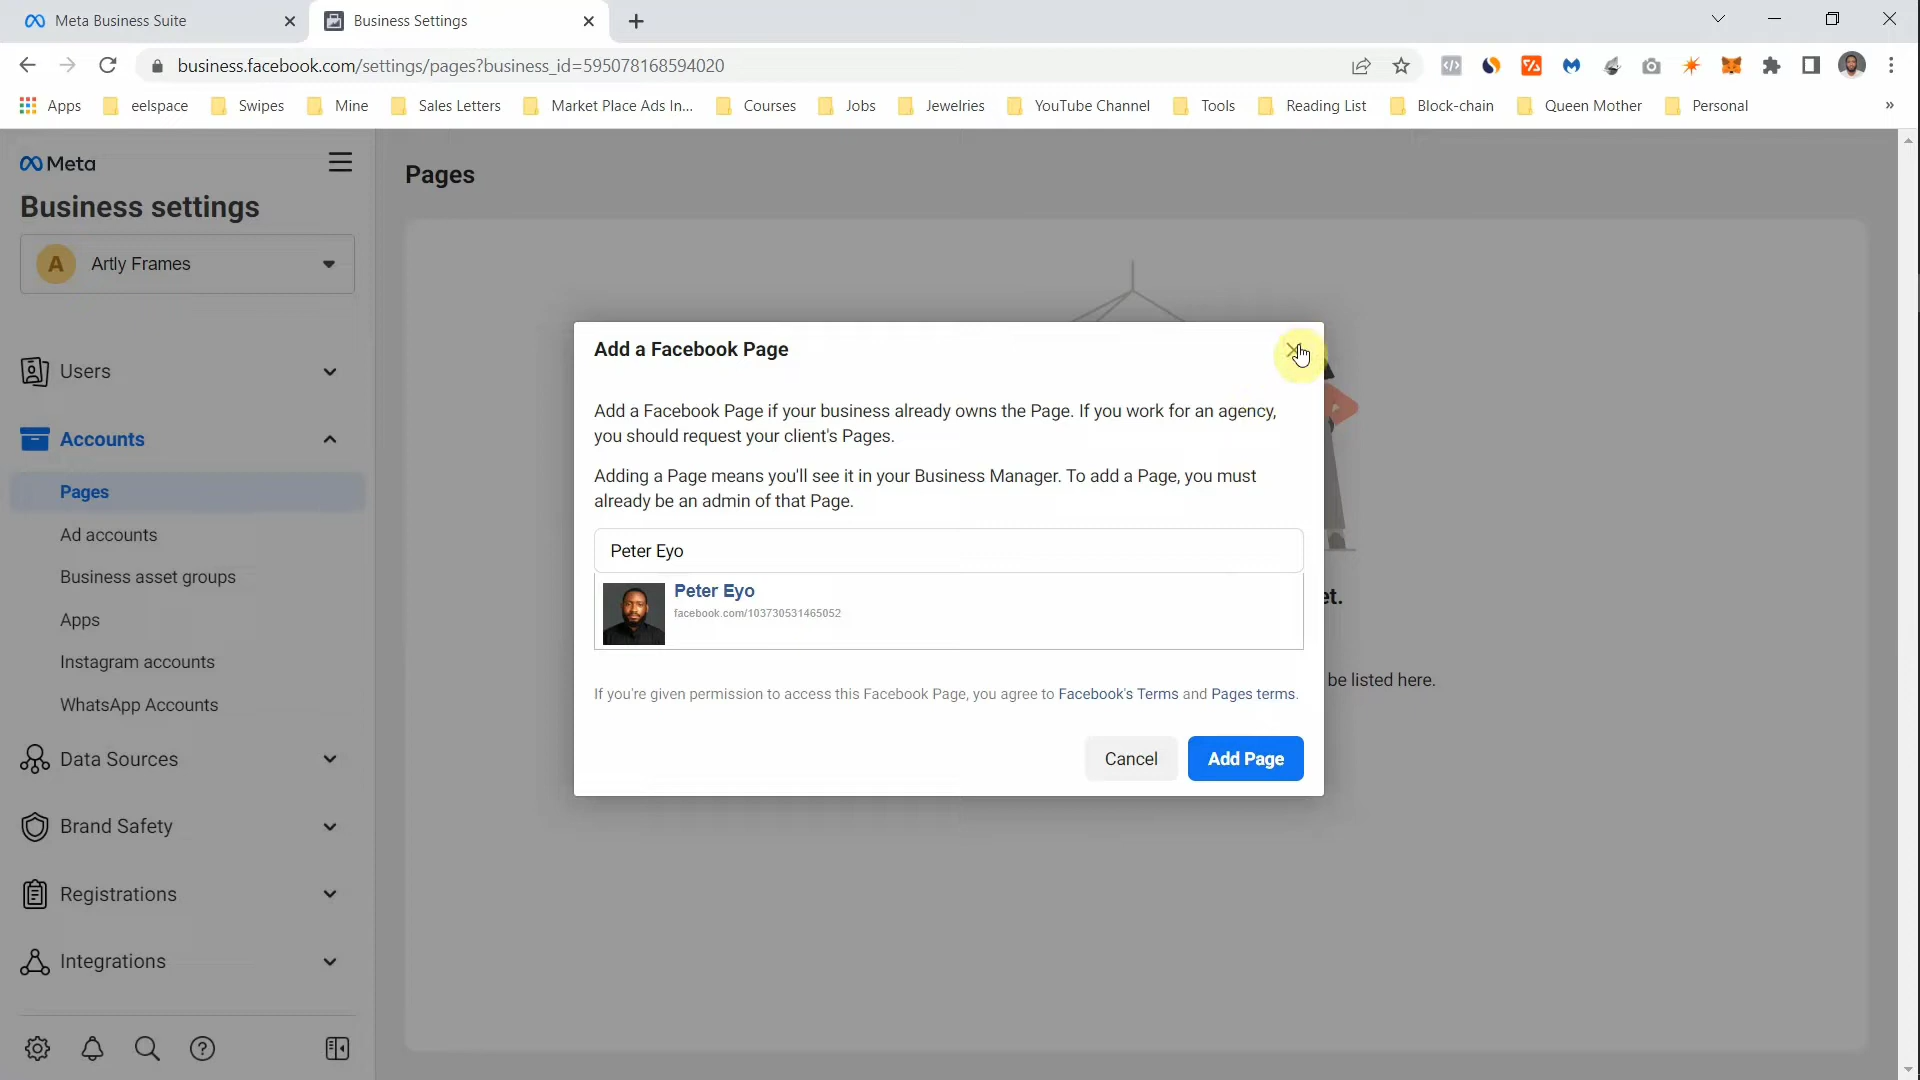 Meta Business Suite
Business Settings
business.facebook.com/settings/pages?business_id=595078168594020
Apps
eelspace
Swipes
Mine
Sales Letters
Market Place Ads In...
Courses
Jobs
Jewelries
YouTube Channel
Tools
Reading List
Block-chain
Queen Mother
Personal
»
Meta
Business settings
A
Artly Frames
Users
Accounts
Pages
Ad accounts
Business asset groups
Apps
Instagram accounts
WhatsApp Accounts
Data Sources
Brand Safety
Registrations
Integrations
Pages
Add a Facebook Page
Add a Facebook Page if your business already owns the Page. If you work for an agency,
you should request your client's Pages.
Adding a Page means you'll see it in your Business Manager. To add a Page, you must
already be an admin of that Page.
Peter Eyo
Peter Eyo
facebook.com/103730531465052
If you're given permission to access this Facebook Page, you agree to Facebook's Terms and Pages terms.
Cancel
Add Page
et.
be listed here.